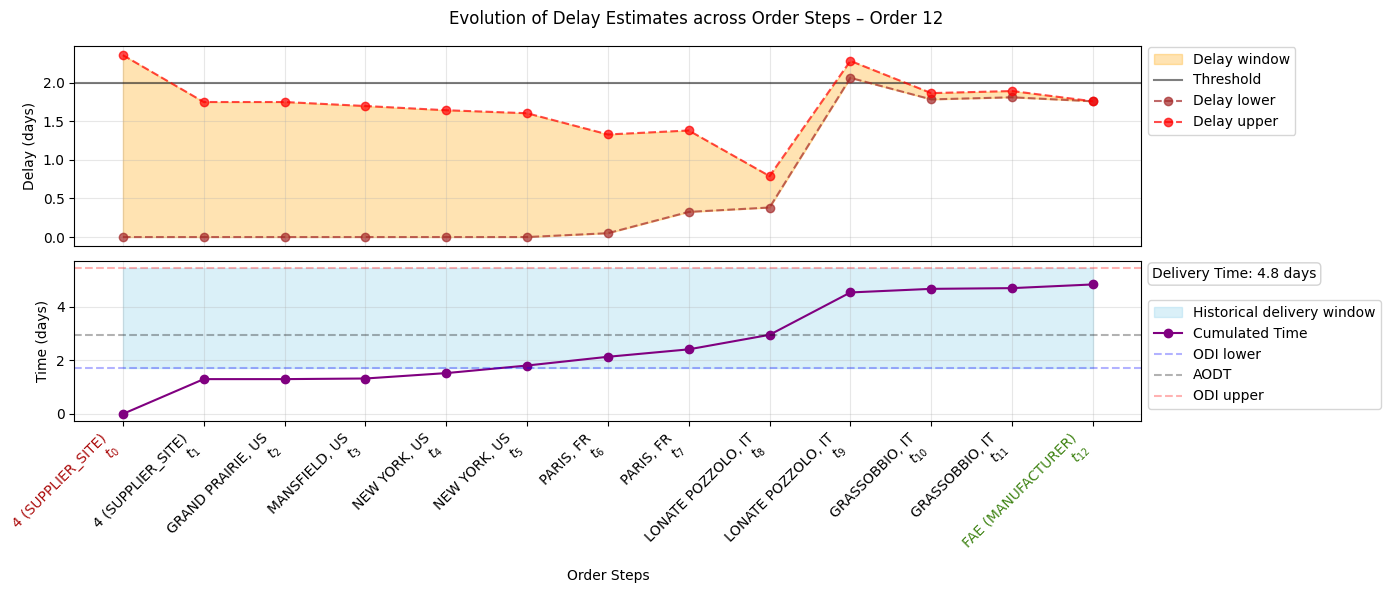 Evolution of Delay Estimates across Order Steps – Order 12
Delay (days)
2.0
1.5
1.0
0.5
0.0
Delay window
Threshold
Delay lower
Delay upper
Time (days)
4
2
0
Delivery Time: 4.8 days
Historical delivery window
Cumulated Time
ODI lower
AODT
ODI upper
4 (SUPPLIER_SITE)
t0
4 (SUPPLIER_SITE)
t1
GRAND PRAIRIE, US
t2
MANSFIELD, US
t3
NEW YORK, US
t4
NEW YORK, US
t5
PARIS, FR
t6
PARIS, FR
t7
LONATE POZZOLO, IT
t8
LONATE POZZOLO, IT
t9
GRASSOBBIO, IT
t10
GRASSOBBIO, IT
t11
FAE (MANUFACTURER)
t12
Order Steps